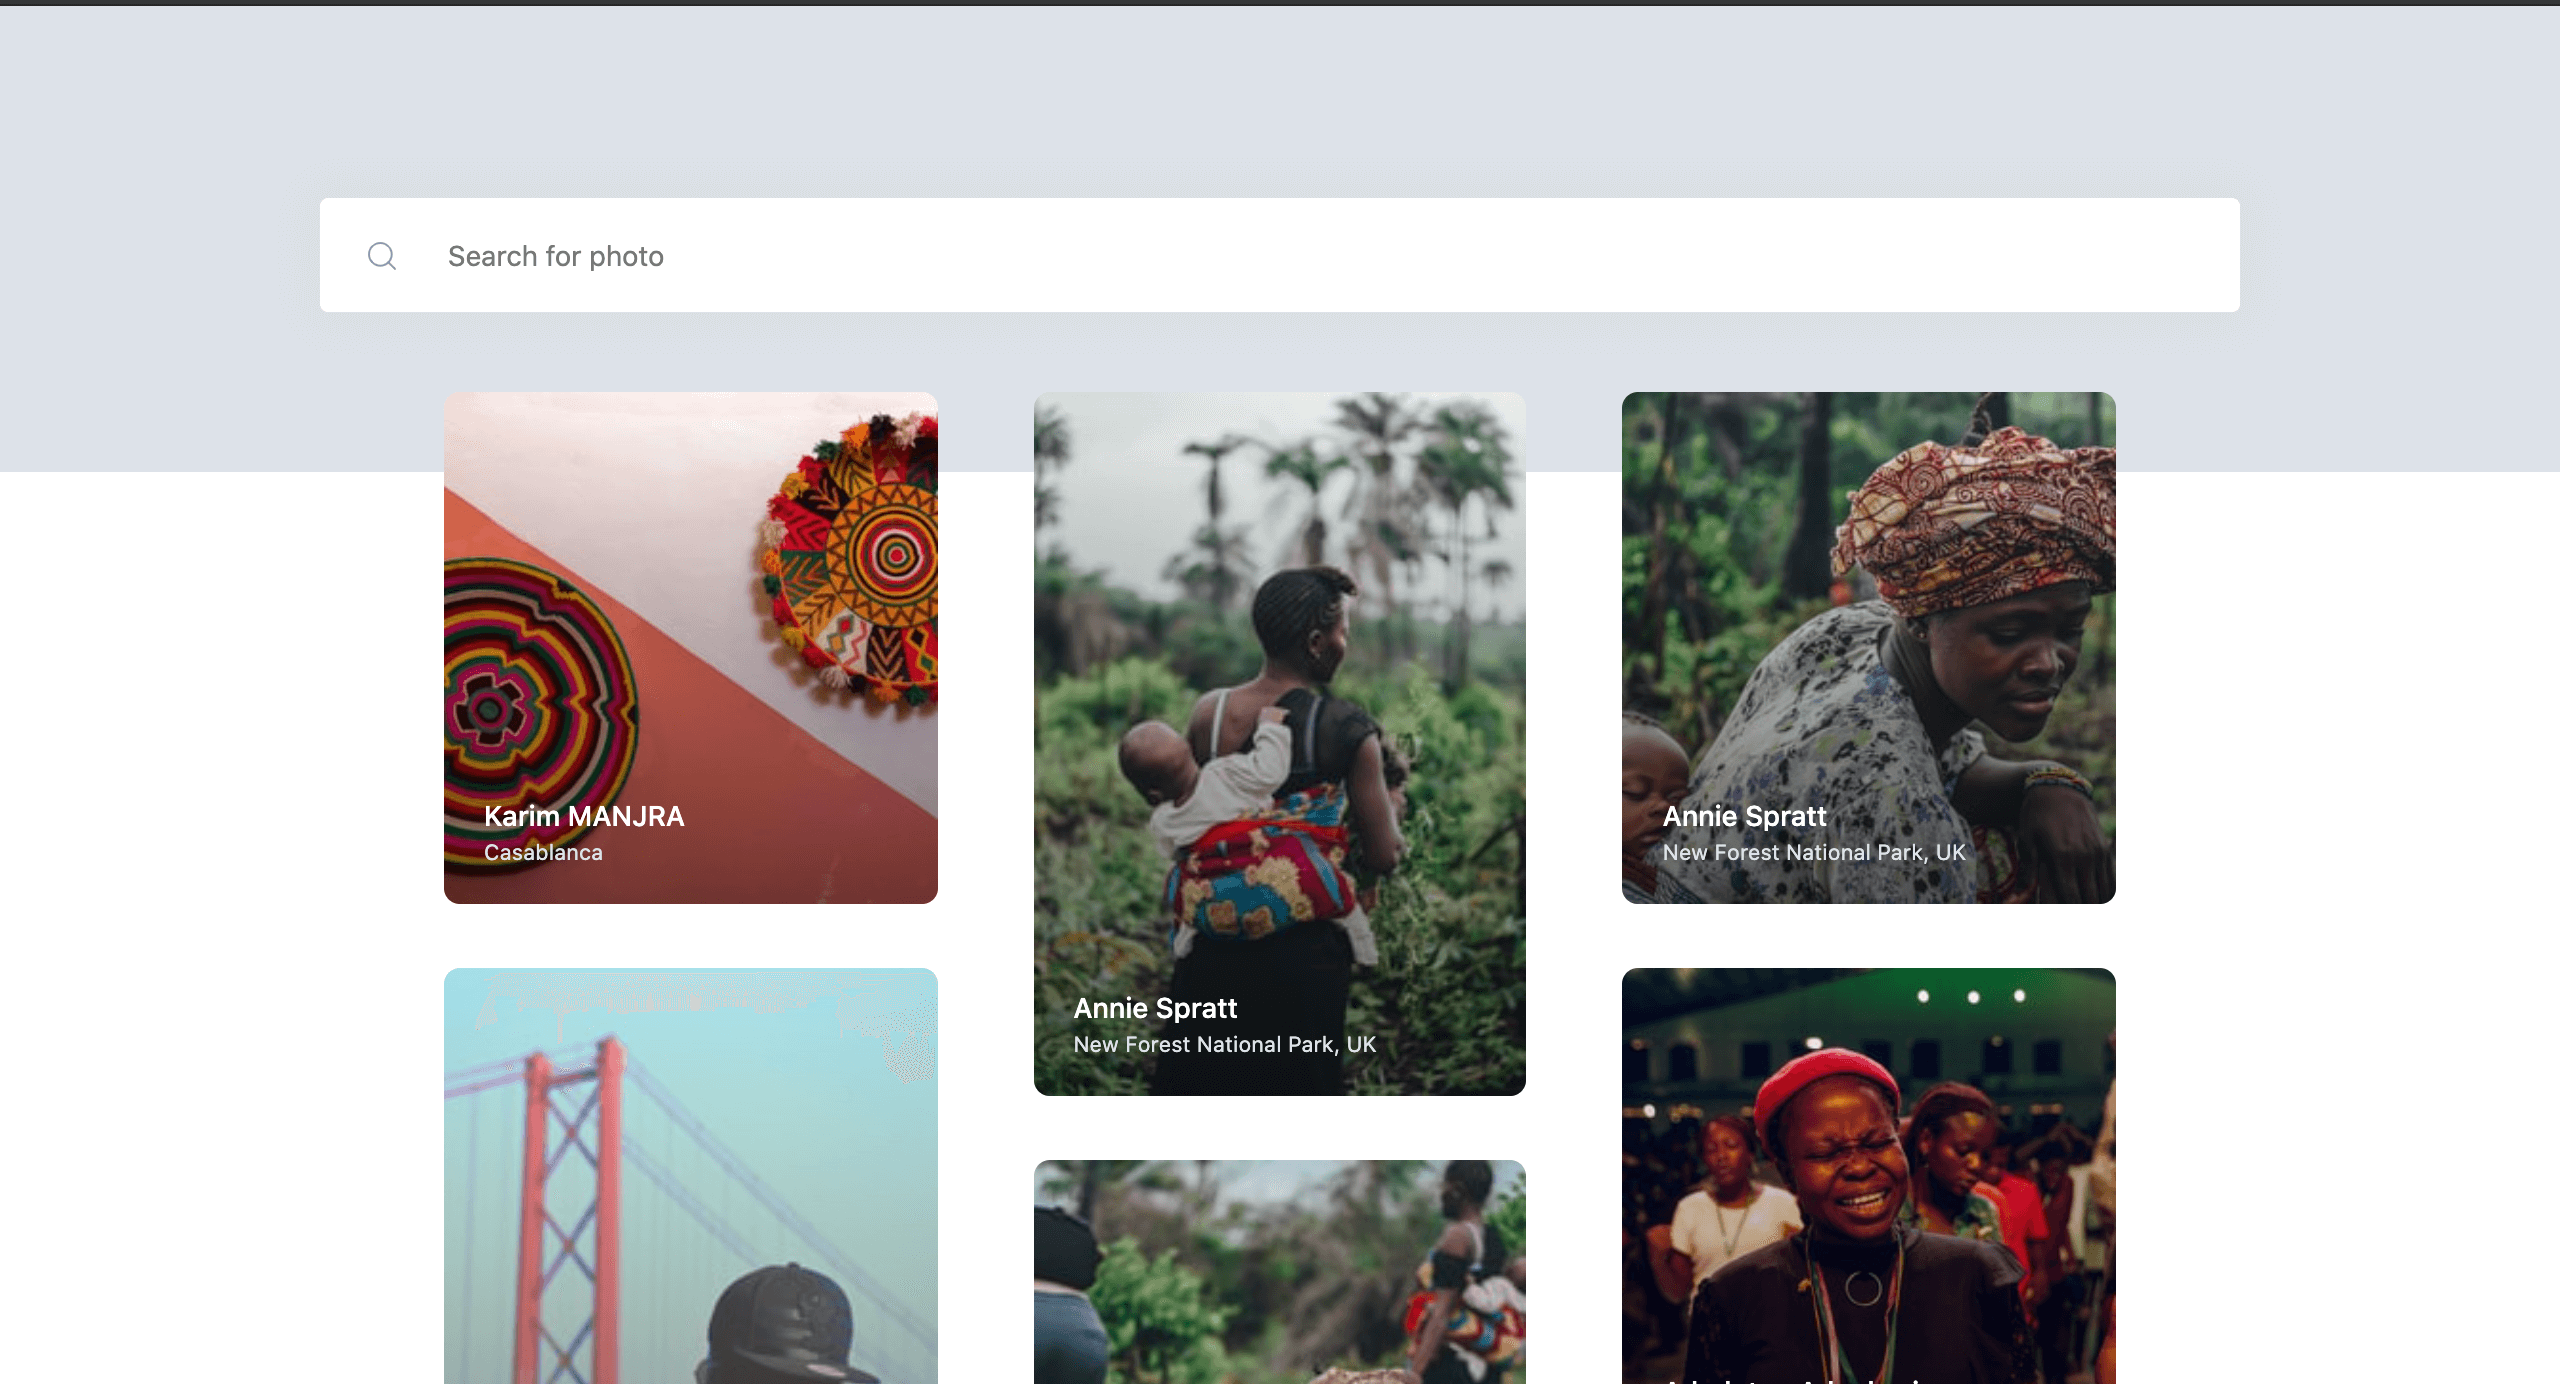 Search for photo
Karim MANJRA
Casablanca
Annie Spratt
New Forest National Park, UK
Annie Spratt
New Forest National Park, UK